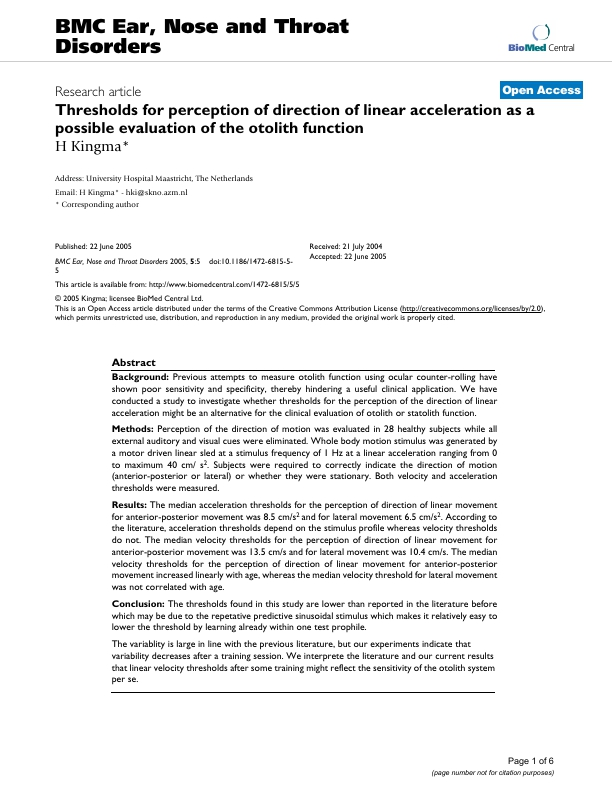 BMC Ear, Nose and Throat
Disorders
BioMed Central
Research article
Open Access
Thresholds for perception of direction of linear acceleration as a
possible evaluation of the otolith function
H Kingma*
Address: University Hospital Maastricht, The Netherlands
Email: H Kingma* - hki@skno.azm.nl
* Corresponding author
Published: 22 June 2005
BMC Ear, Nose and Throat Disorders 2005, 5:5 doi:10.1186/1472-6815-5-
5
Received: 21 July 2004
Accepted: 22 June 2005
This article is available from: http://www.biomedcentral.com/1472-6815/5/5
© 2005 Kingma; licensee BioMed Central Ltd.
This is an Open Access article distributed under the terms of the Creative Commons Attribution License (http://creativecommons.org/licenses/by/2.0),
which permits unrestricted use, distribution, and reproduction in any medium, provided the original work is properly cited.
Abstract
Background: Previous attempts to measure otolith function using ocular counter-rolling have
shown poor sensitivity and specificity, thereby hindering a useful clinical application. We have
conducted a study to investigate whether thresholds for the perception of the direction of linear
acceleration might be an alternative for the clinical evaluation of otolith or statolith function.
Methods: Perception of the direction of motion was evaluated in 28 healthy subjects while all
external auditory and visual cues were eliminated. Whole body motion stimulus was generated by
a motor driven linear sled at a stimulus frequency of 1 Hz at a linear acceleration ranging from 0
to maximum 40 cm/ s². Subjects were required to correctly indicate the direction of motion
(anterior-posterior or lateral) or whether they were stationary. Both velocity and acceleration
thresholds were measured.
Results: The median acceleration thresholds for the perception of direction of linear movement
for anterior-posterior movement was 8.5 cm/s² and for lateral movement 6.5 cm/s². According to
the literature, acceleration thresholds depend on the stimulus profile whereas velocity thresholds
do not. The median velocity thresholds for the perception of direction of linear movement for
anterior-posterior movement was 13.5 cm/s and for lateral movement was 10.4 cm/s. The median
velocity thresholds for the perception of direction of linear movement for anterior-posterior
movement increased linearly with age, whereas the median velocity threshold for lateral movement
was not correlated with age.
Conclusion: The thresholds found in this study are lower than reported in the literature before
which may be due to the repetative predictive sinusoidal stimulus which makes it relatively easy to
lower the threshold by learning already within one test prophile.
The variablity is large in line with the previous literature, but our experiments indicate that
variability decreases after a training session. We interpret the literature and our current results
that linear velocity thresholds after some training might reflect the sensitivity of the otolith system
per se.
Page 1 of 6
(page number not for citation purposes)